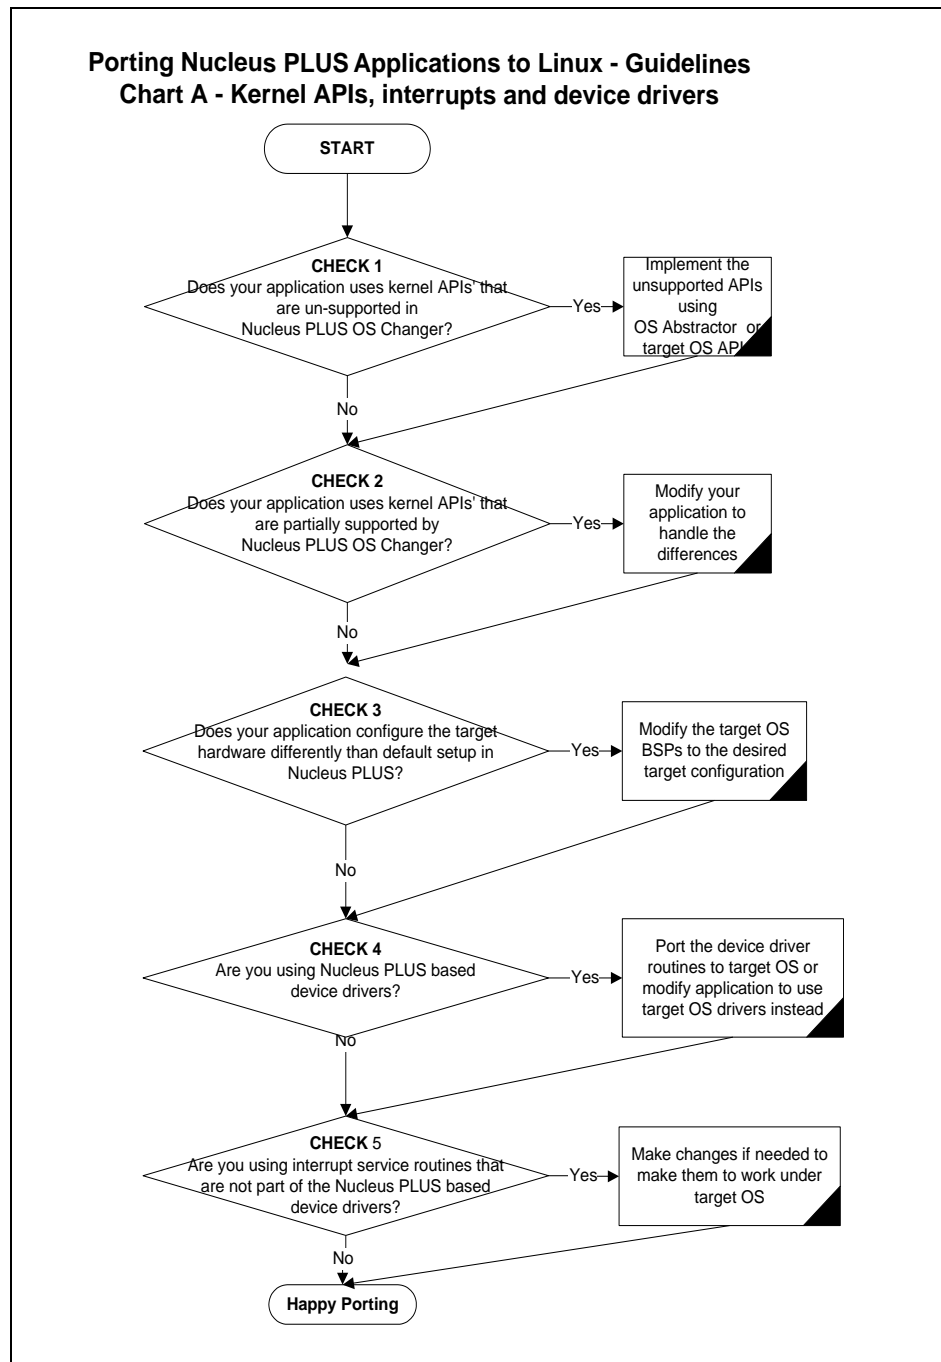 Porting Nucleus PLUS Applications to Linux - Guidelines
Chart A - Kernel APIs, interrupts and device drivers
START
CHECK 1
Does your application uses kernel APIs' that
are un-supported in
Nucleus PLUS OS Changer?
Yes
Implement the
unsupported APIs
using
OS Abstractor or
target OS API
No
CHECK 2
Does your application uses kernel APIs' that
are partially supported by
Nucleus PLUS OS Changer?
Yes
Modify your
application to
handle the
differences
No
CHECK 3
Does your application configure the target
hardware differently than default setup in
Nucleus PLUS?
Yes
Modify the target OS
BSPs to the desired
target configuration
No
CHECK 4
Are you using Nucleus PLUS based
device drivers?
Yes
Port the device driver
routines to target OS or
modify application to use
target OS drivers instead
No
CHECK 5
Are you using interrupt service routines that
are not part of the Nucleus PLUS based
device drivers?
Yes
Make changes if needed to
make them to work under
target OS
No
Happy Porting